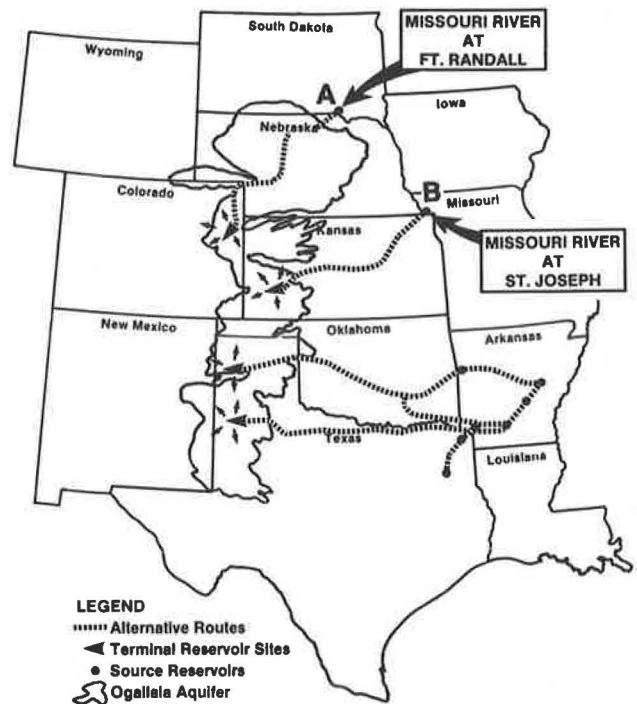 South Dakota
MISSOURI RIVER
AT
FT. RANDALL
Wyoming
A
Iowa
Nebraska
Colorado
B
Missouri
Kansas
MISSOURI RIVER
AT
ST. JOSEPH
New Mexico
Oklahoma
Arkansas
Texas
Louisiana
LEGEND
Alternative Routes
Terminal Reservoir Sites
Source Reservoirs
Ogallala Aquifer